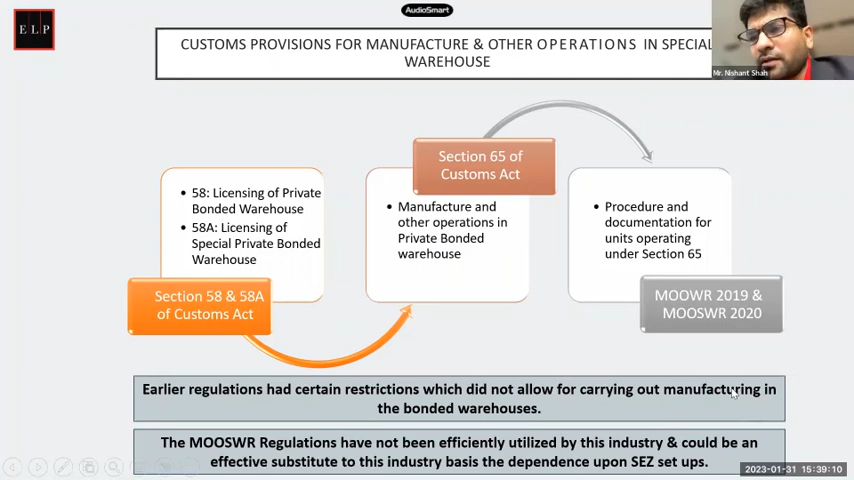 AudioSmart
E L P
CUSTOMS PROVISIONS FOR MANUFACTURE & OTHER OPERATIONS IN SPECIAL
WAREHOUSE
Mr. Nishant Shah
Section 65 of
Customs Act
• 58: Licensing of Private
Bonded Warehouse
• 58A: Licensing of
Special Private Bonded
Warehouse
Section 58 & 58A
of Customs Act
• Manufacture and
other operations in
Private Bonded
warehouse
• Procedure and
documentation for
units operating
under Section 65
MOOWR 2019 &
MOOSWR 2020
Earlier regulations had certain restrictions which did not allow for carrying out manufacturing in
the bonded warehouses.
The MOOSWR Regulations have not been efficiently utilized by this industry & could be an
effective substitute to this industry basis the dependence upon SEZ set ups.
2023-01-31 15:39:10